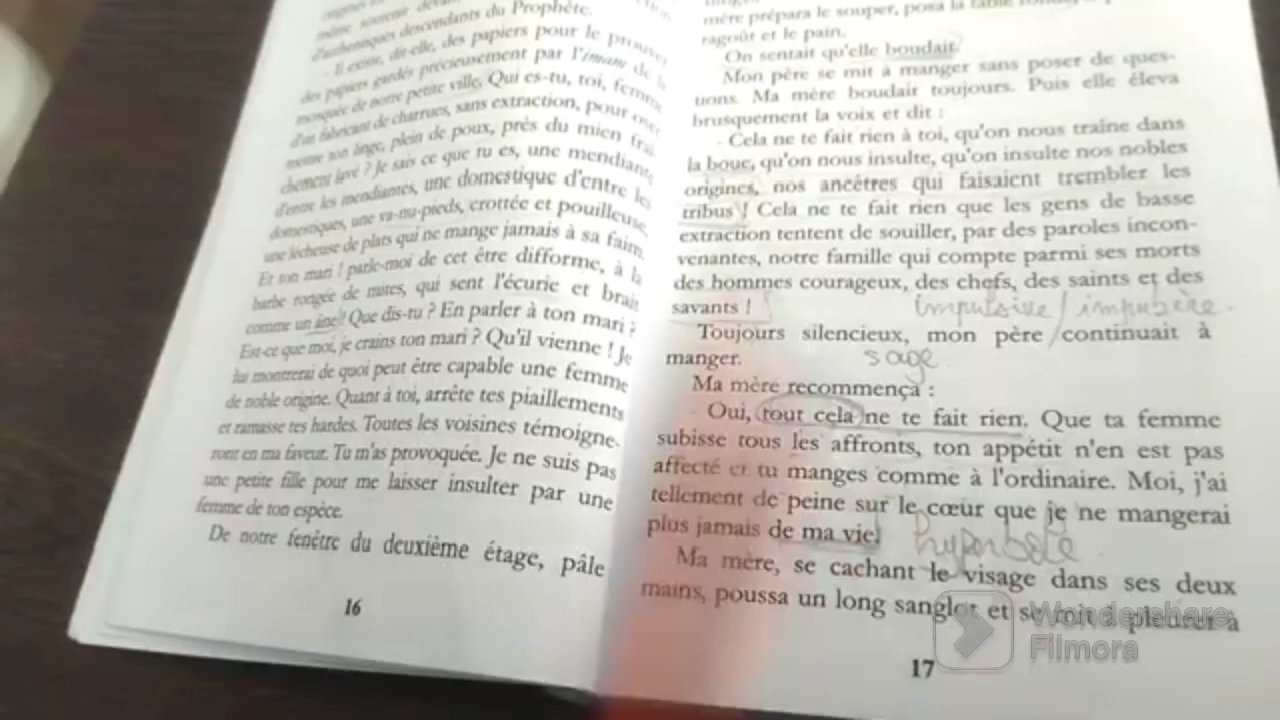 même souvenir
d'authentiques descendants du Prophète.
- Il existe, dit-elle, des papiers pour le prouver
des papiers gardés précieusement par l'imam de la
mosquée de notre petite ville, Qui es-tu, toi, femme
d'un fabricant de charrues, sans extraction, pour oser
mettre ton linge, plein de poux, près du mien fraî-
chement lavé ? Je sais ce que tu es, une mendiante
d'entre les mendiantes, une domestique d'entre les
domestiques, une va-nu-pieds, crottée et pouilleuse,
une lécheuse de plats qui ne mange jamais à sa faim.
Et ton mari ! parle-moi de cet être difforme, à la
barbe rongée de mites, qui sent l'écurie et brait
comme un âne! Que dis-tu ? En parler à ton mari ?
Est-ce que moi, je crains ton mari ? Qu'il vienne ! Je
lui montrerai de quoi peut être capable une femme
de noble origine. Quant à toi, arrête tes piaillements
et ramasse tes hardes. Toutes les voisines témoigne-
ront en ma faveur. Tu m'as provoquée. Je ne suis pas
une petite fille pour me laisser insulter par une
femme de ton espèce.
De notre fenêtre du deuxième étage, pâle
16
mère prépara le souper, posa la table
ragoût et le pain.
On sentait qu'elle boudait.
Mon père se mit à manger sans poser de ques-
tions. Ma mère boudait toujours. Puis elle éleva
brusquement la voix et dit :
- Cela ne te fait rien à toi, qu'on nous traîne dans
la boue, qu'on nous insulte, qu'on insulte nos nobles
origines, nos ancêtres qui faisaient trembler les
tribus ! Cela ne te fait rien que les gens de basse
extraction tentent de souiller, par des paroles incon-
venantes, notre famille qui compte parmi ses morts
des hommes courageux, des chefs, des saints et des
savants !
impulsive / impubère.
Toujours silencieux, mon père continuait à
manger.
sage
Ma mère recommença :
- Oui, tout cela ne te fait rien. Que ta femme
subisse tous les affronts, ton appétit n'en est pas
affecté et tu manges comme à l'ordinaire. Moi, j'ai
tellement de peine sur le cœur que je ne mangerai
plus jamais de ma vie!
hyperbole
Ma mère, se cachant le visage dans ses deux
mains, poussa un long sanglot et se mit à pleurer à
17
Wondershare
Filmora